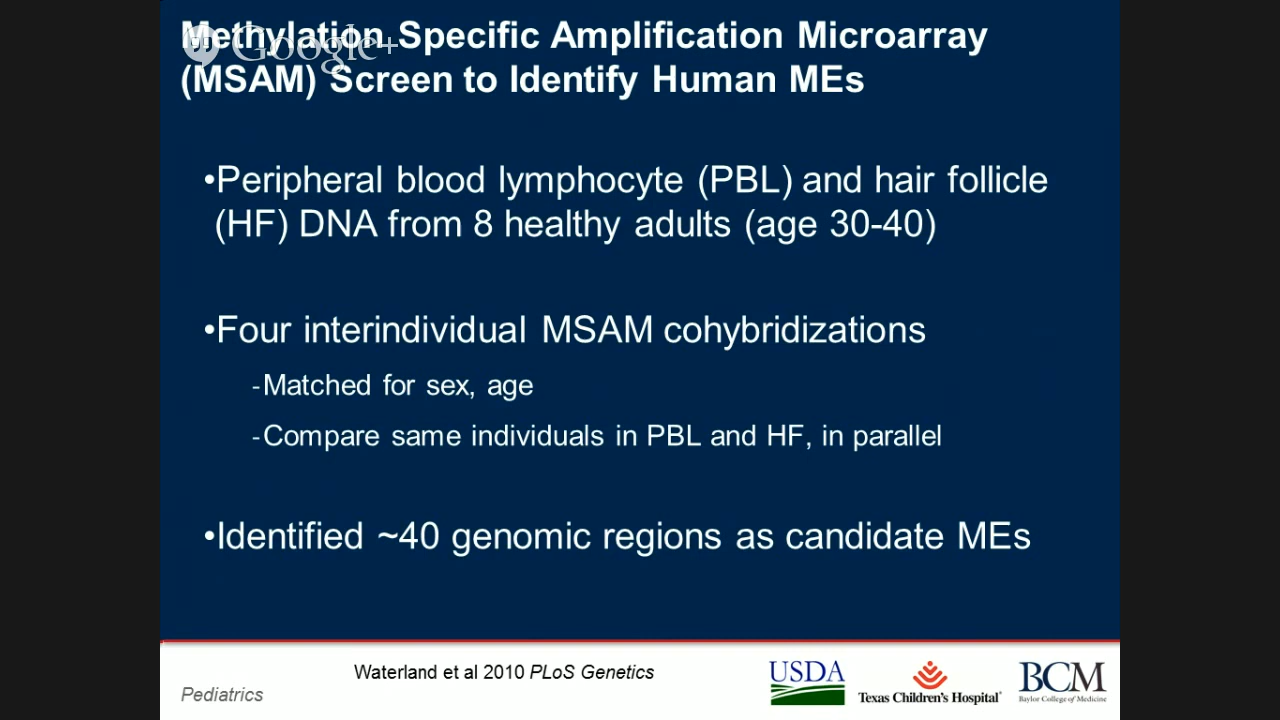 Methylation Specific Amplification Microarray
(MSAM) Screen to Identify Human MEs
Google+
•Peripheral blood lymphocyte (PBL) and hair follicle
(HF) DNA from 8 healthy adults (age 30-40)
•Four interindividual MSAM cohybridizations
-Matched for sex, age
-Compare same individuals in PBL and HF, in parallel
•Identified ~40 genomic regions as candidate MEs
Waterland et al 2010 PLoS Genetics
Pediatrics
USDA
Texas Children's Hospital
BCM
Baylor College of Medicine